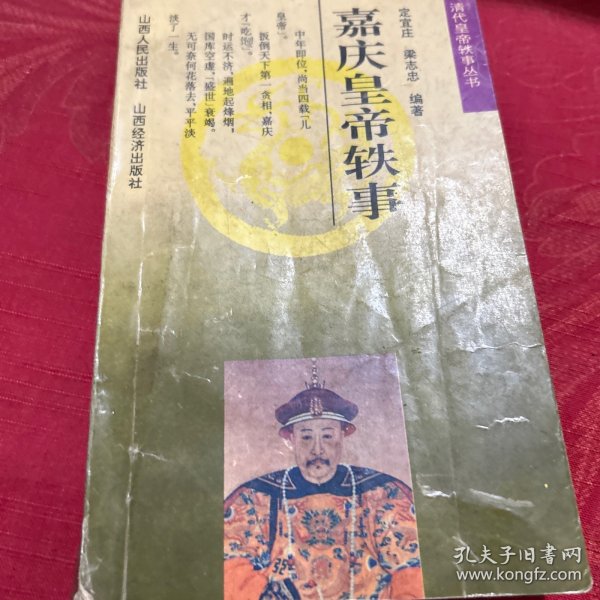 清代皇帝轶事丛书
定宜庄 梁志忠 编著
嘉庆皇帝轶事
中年即位，尚当四载“儿
皇帝”。
扳倒天下第一贪相，嘉庆
才“吃饱”。
时运不济，遍地起烽烟，
国库空虚，“盛世”衰竭。
无可奈何花落去，平平淡
淡了一生。
山西人民出版社 山西经济出版社
孔夫子旧书网
www.kongfz.com